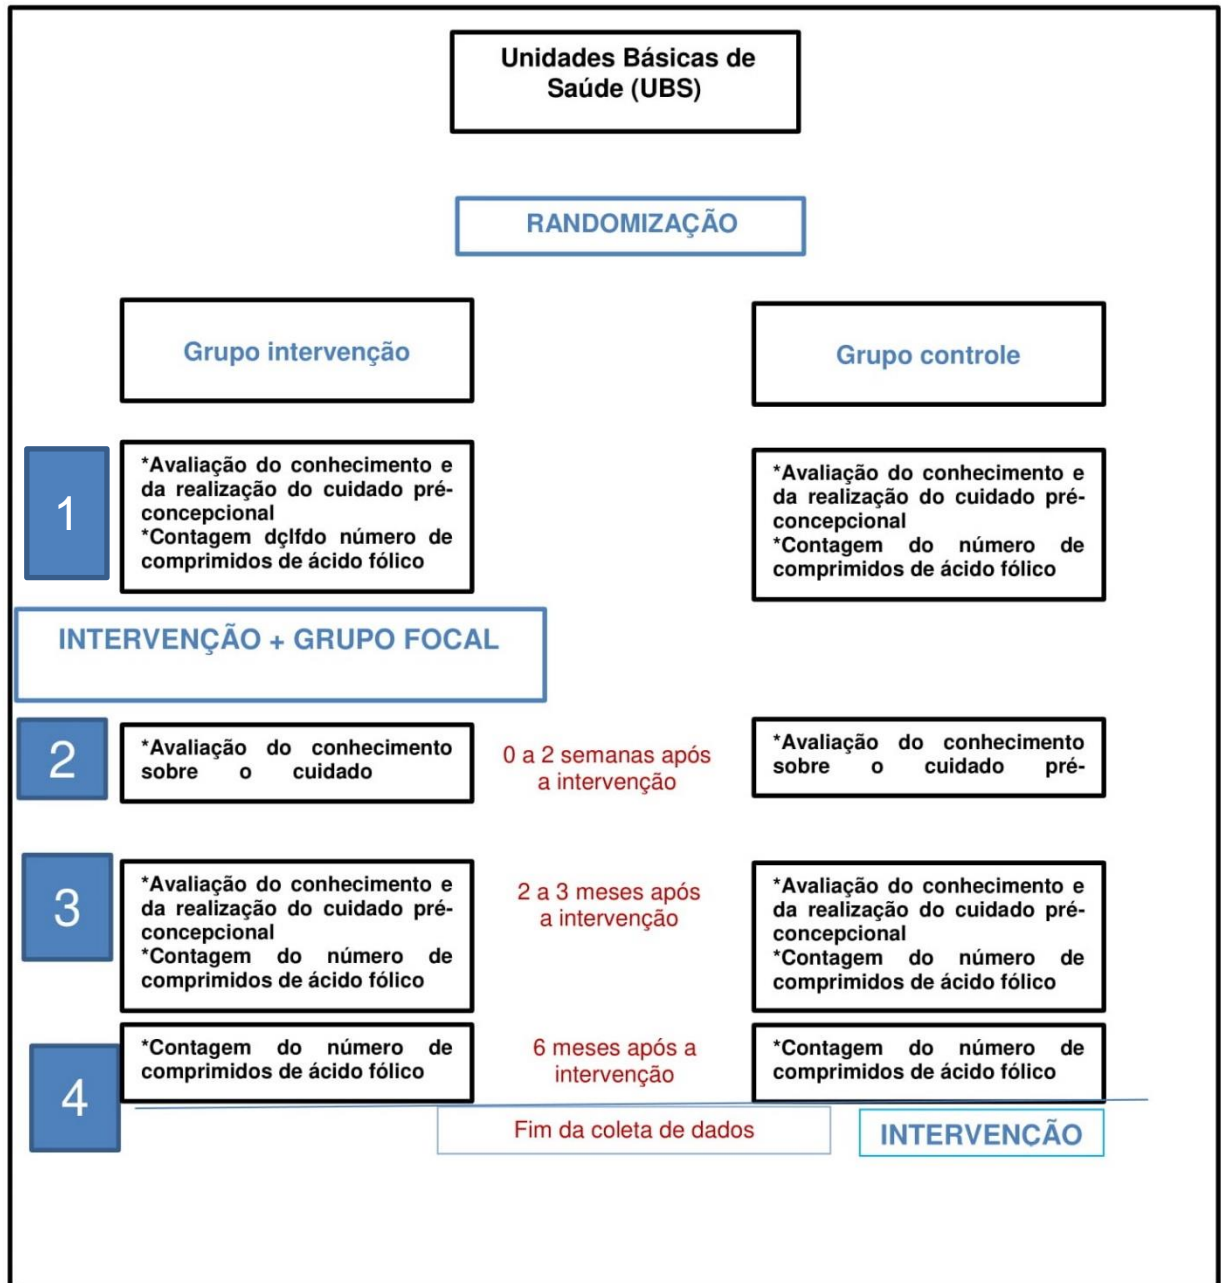 Unidades Básicas de
Saúde (UBS)
RANDOMIZAÇÃO
Grupo intervenção
Grupo controle
1
*Avaliação do conhecimento e
da realização do cuidado pré-
concepcional
*Contagem dçlfdo número de
comprimidos de ácido fólico
*Avaliação do conhecimento e
da realização do cuidado pré-
concepcional
*Contagem do número de
comprimidos de ácido fólico
INTERVENÇÃO + GRUPO FOCAL
2
*Avaliação do conhecimento
sobre o cuidado
0 a 2 semanas após
a intervenção
*Avaliação do conhecimento
sobre o cuidado pré-
3
*Avaliação do conhecimento e
da realização do cuidado pré-
concepcional
*Contagem do número de
comprimidos de ácido fólico
2 a 3 meses após
a intervenção
*Avaliação do conhecimento e
da realização do cuidado pré-
concepcional
*Contagem do número de
comprimidos de ácido fólico
4
*Contagem do número de
comprimidos de ácido fólico
6 meses após a
intervenção
*Contagem do número de
comprimidos de ácido fólico
Fim da coleta de dados
INTERVENÇÃO